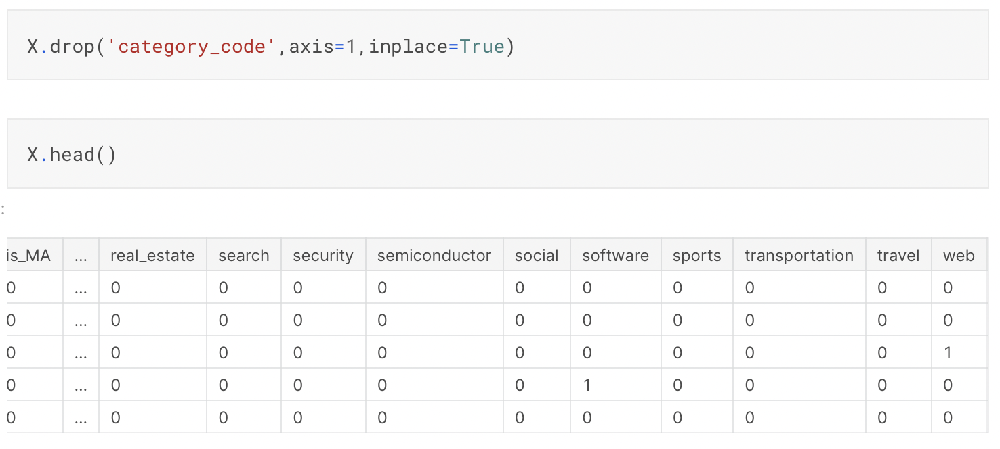 X.drop('category_code',axis=1,inplace=True)
X.head()
:
is_MA ... real_estate search security semiconductor social software sports transportation travel web
0 ... 0 0 0 0 0 0 0 0 0 0
0 ... 0 0 0 0 0 0 0 0 0 0
0 ... 0 0 0 0 0 0 0 0 0 1
0 ... 0 0 0 0 0 1 0 0 0 0
0 ... 0 0 0 0 0 0 0 0 0 0